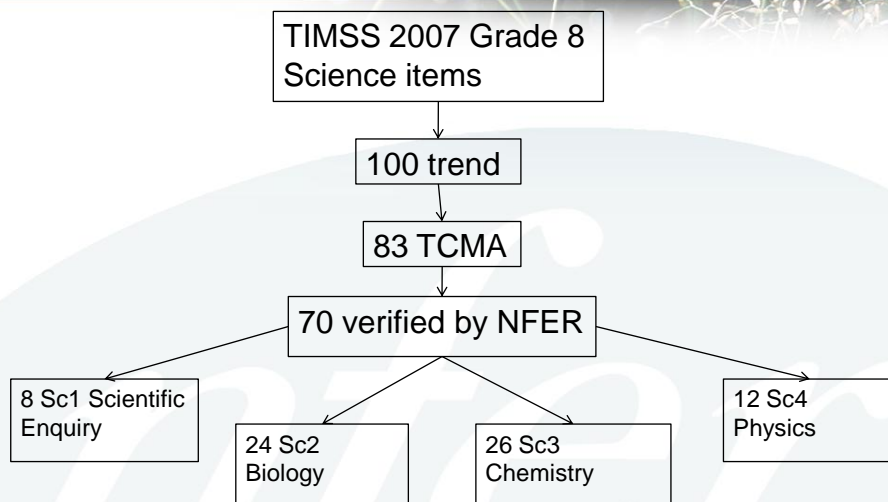 TIMSS 2007 Grade 8
Science items
100 trend
83 TCMA
70 verified by NFER
8 Sc1 Scientific
Enquiry
24 Sc2
Biology
26 Sc3
Chemistry
12 Sc4
Physics
nfer